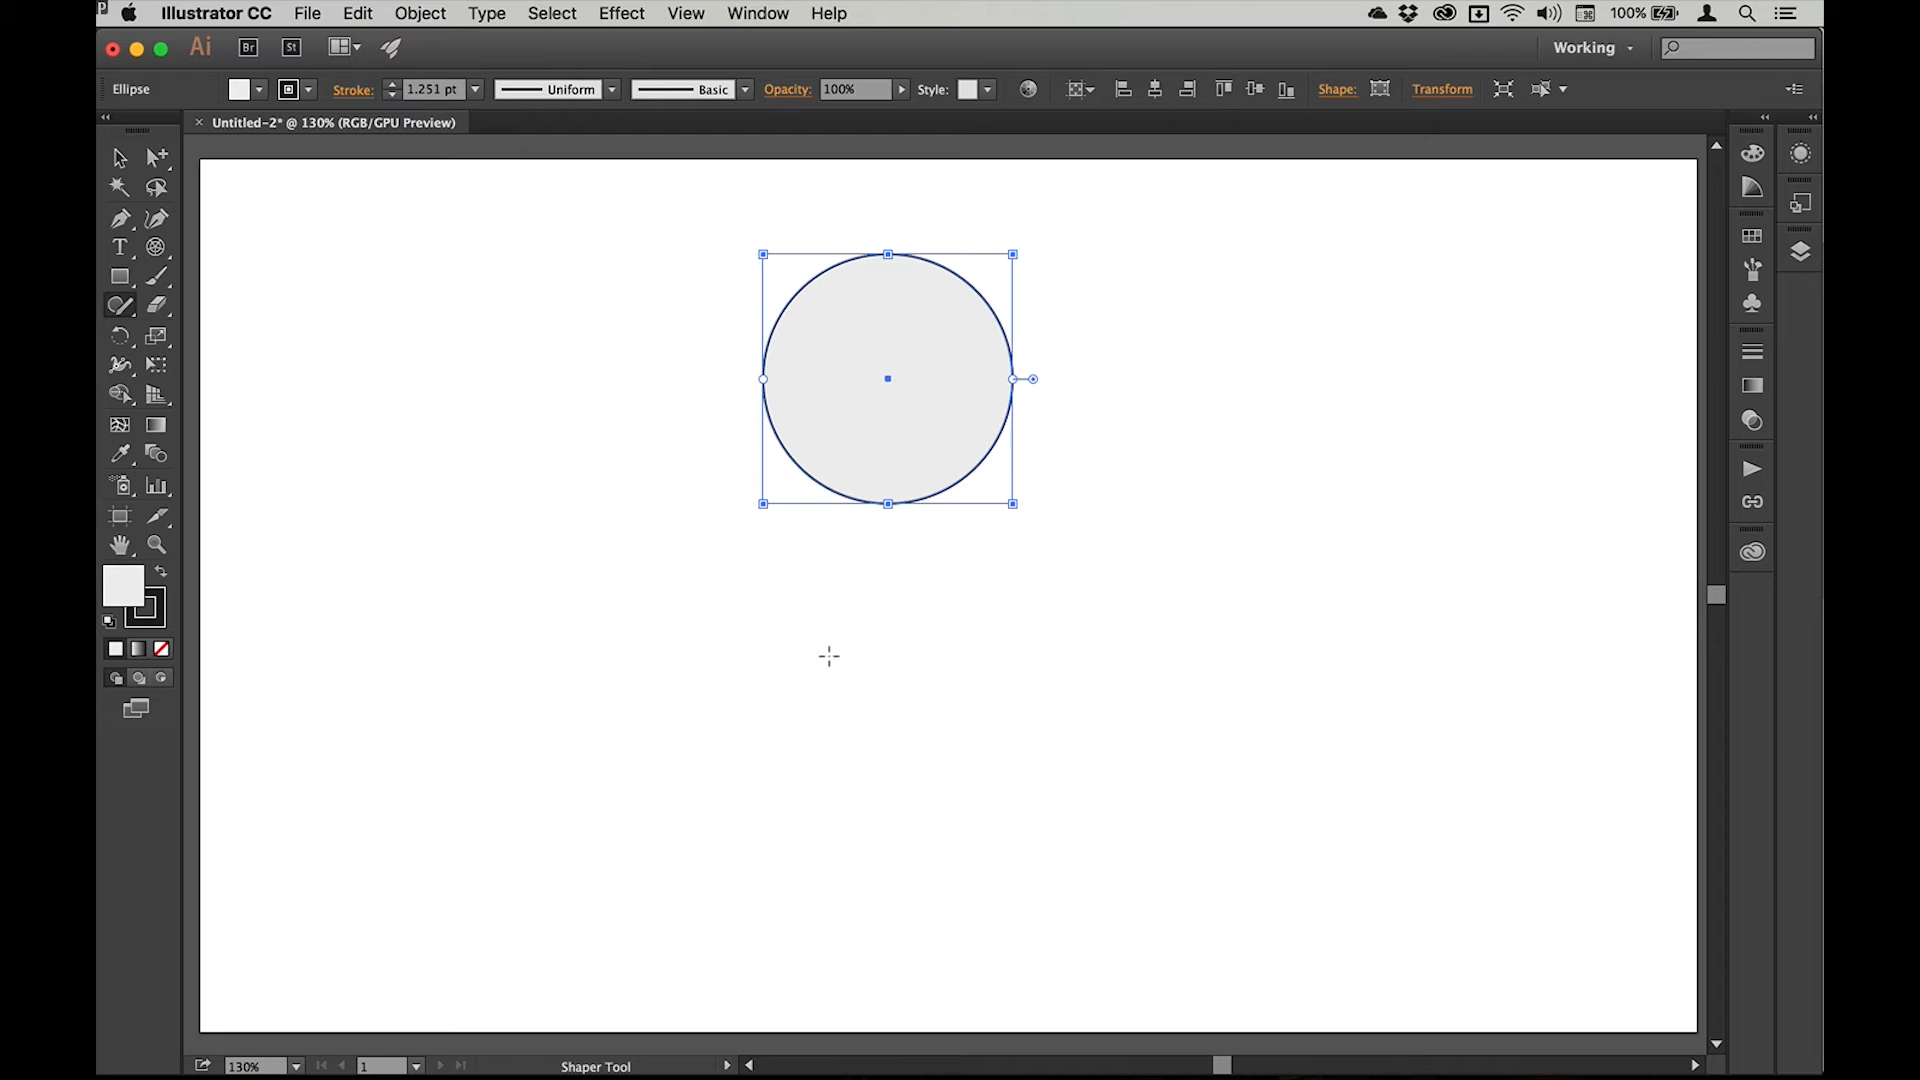 Illustrator CC File Edit Object Type Select Effect View Window Help 100%
Ai Br St Working
Ellipse Stroke: 1.251 pt Uniform Basic Opacity: 100% Style: Shape: Transform
× Untitled-2* @ 130% (RGB/GPU Preview)
T
130% 1 Shaper Tool